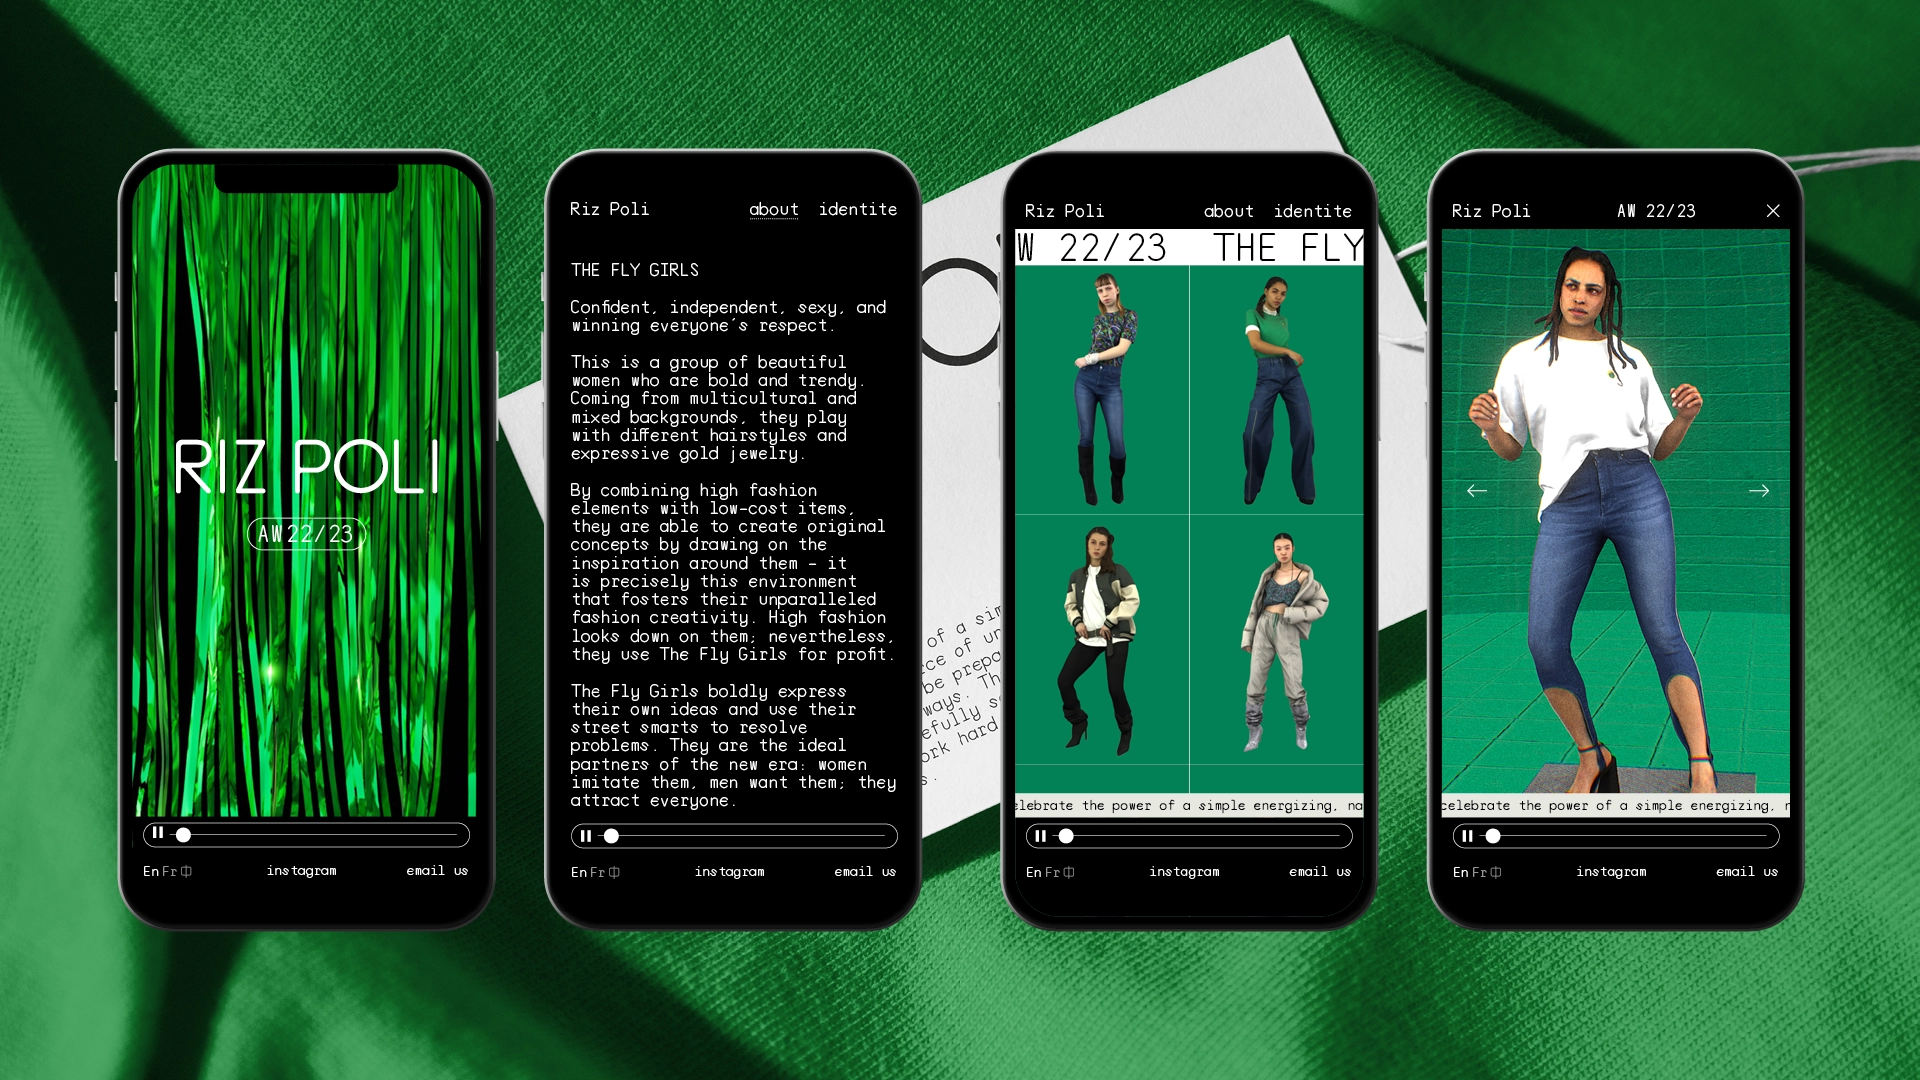 RIZ POLI
AW22/23
En Fr 中
instagram
email us
Riz Poli
about
identite
THE FLY GIRLS
Confident, independent, sexy, and
winning everyone´s respect.
This is a group of beautiful
women who are bold and trendy.
Coming from multicultural and
mixed backgrounds, they play
with different hairstyles and
expressive gold jewelry.
By combining high fashion
elements with low-cost items,
they are able to create original
concepts by drawing on the
inspiration around them - it
is precisely this environment
that fosters their unparalleled
fashion creativity. High fashion
looks down on them; nevertheless,
they use The Fly Girls for profit.
The Fly Girls boldly express
their own ideas and use their
street smarts to resolve
problems. They are the ideal
partners of the new era: women
imitate them, men want them; they
attract everyone.
En Fr 中
instagram
email us
of a sim
ce of un
be prepa
ways. Th
efully se
ork hard
s.
Riz Poli
about
identite
W 22/23 THE FLY
elebrate the power of a simple energizing, na
En Fr 中
instagram
email us
Riz Poli
AW 22/23
celebrate the power of a simple energizing, n
En Fr 中
instagram
email us